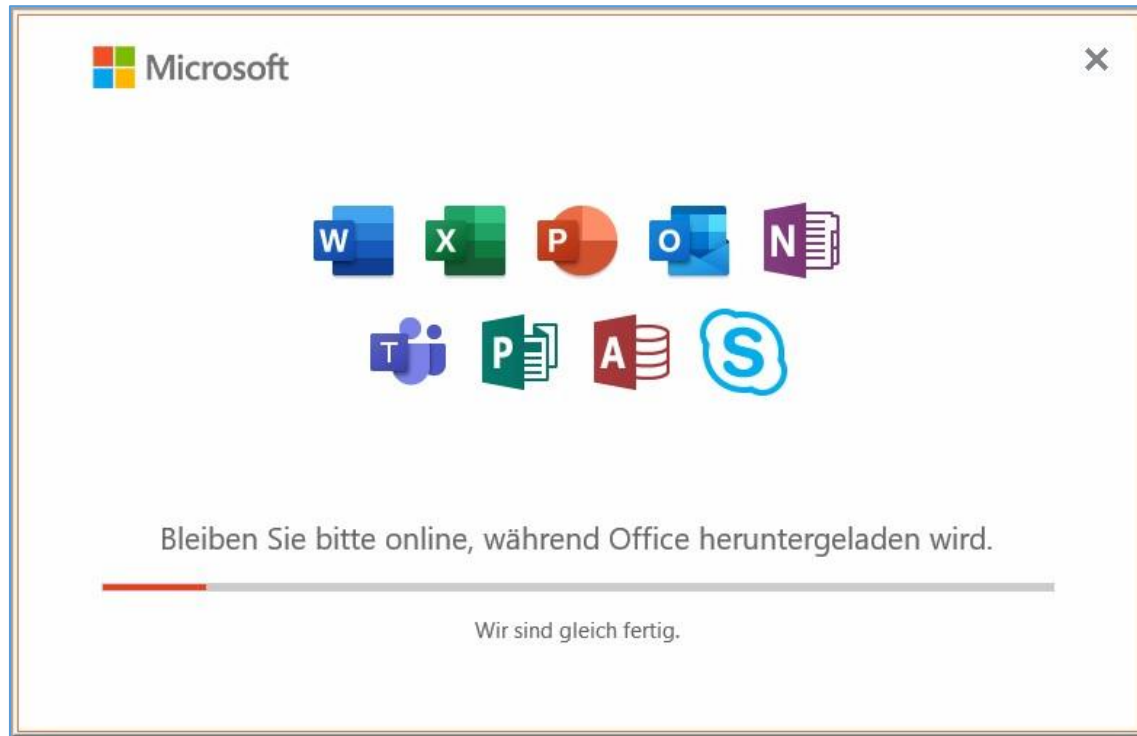 Microsoft
W X P O N
T P A S
Bleiben Sie bitte online, während Office heruntergeladen wird.
Wir sind gleich fertig.